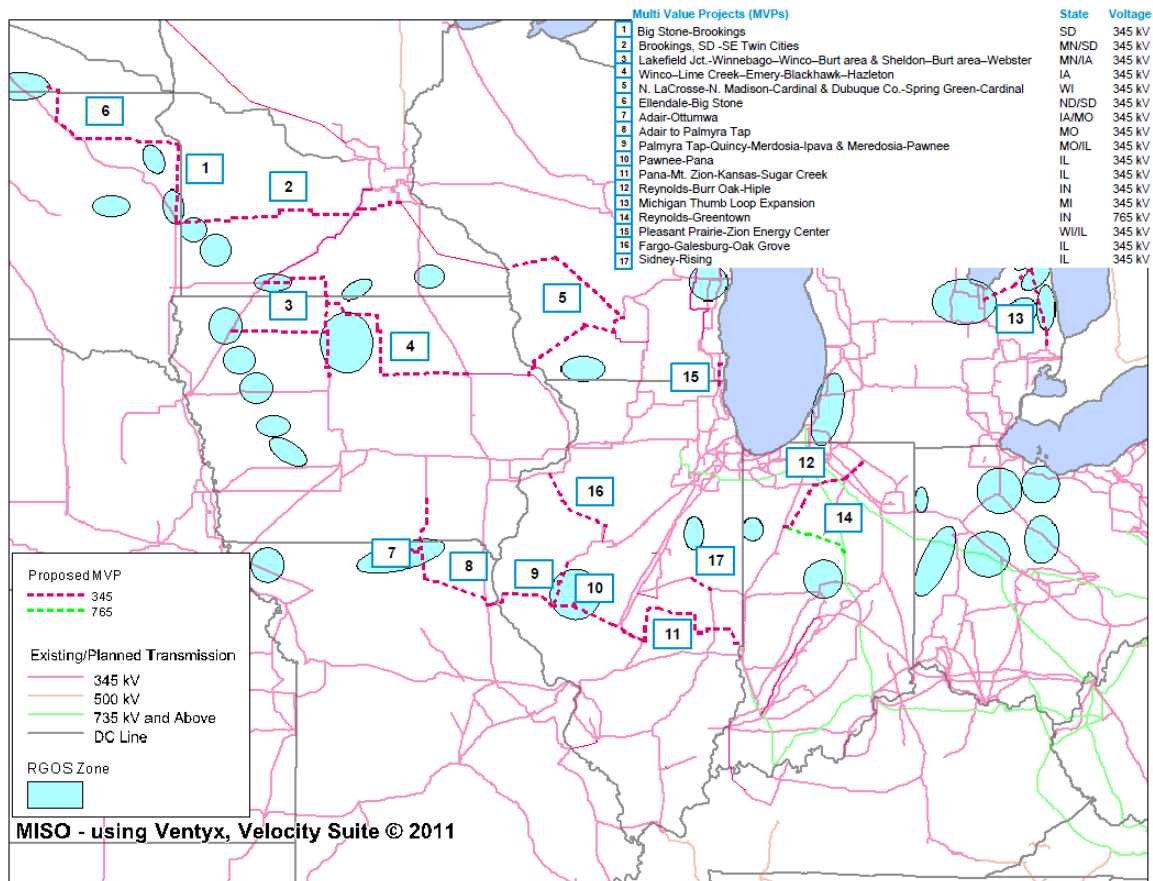 Multi Value Projects (MVPs) State Voltage
1 Big Stone-Brookings SD 345 kV
2 Brookings, SD -SE Twin Cities MN/SD 345 kV
3 Lakefield Jct.-Winnebago–Winco–Burt area & Sheldon–Burt area–Webster MN/IA 345 kV
4 Winco–Lime Creek–Emery–Blackhawk–Hazleton IA 345 kV
5 N. LaCrosse-N. Madison-Cardinal & Dubuque Co.-Spring Green-Cardinal WI 345 kV
6 Ellendale-Big Stone ND/SD 345 kV
7 Adair-Ottumwa IA/MO 345 kV
8 Adair to Palmyra Tap MO 345 kV
9 Palmyra Tap-Quincy-Merdosia-Ipava & Meredosia-Pawnee MO/IL 345 kV
10 Pawnee-Pana IL 345 kV
11 Pana-Mt. Zion-Kansas-Sugar Creek IL 345 kV
12 Reynolds-Burr Oak-Hiple IN 345 kV
13 Michigan Thumb Loop Expansion MI 345 kV
14 Reynolds-Greentown IN 765 kV
15 Pleasant Prairie-Zion Energy Center WI/IL 345 kV
16 Fargo-Galesburg-Oak Grove IL 345 kV
17 Sidney-Rising IL 345 kV
6
1
2
3
5
4
13
15
12
16
14
7
8
9
10
17
11
Proposed MVP
345
765
Existing/Planned Transmission
345 kV
500 kV
735 kV and Above
DC Line
RGOS Zone
MISO - using Ventyx, Velocity Suite © 2011